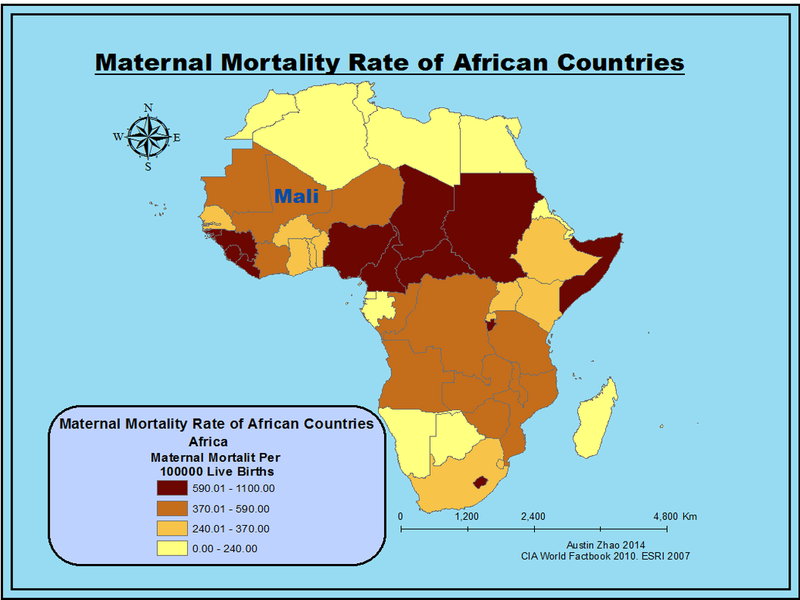 Maternal Mortality Rate of African Countries
N
W E
S
Mali
Maternal Mortality Rate of African Countries
Africa
Maternal Mortalit Per
100000 Live Births
590.01 - 1100.00
370.01 - 590.00
240.01 - 370.00
0.00 - 240.00
0 1,200 2,400 4,800 Km
Austin Zhao 2014
CIA World Factbook 2010. ESRI 2007